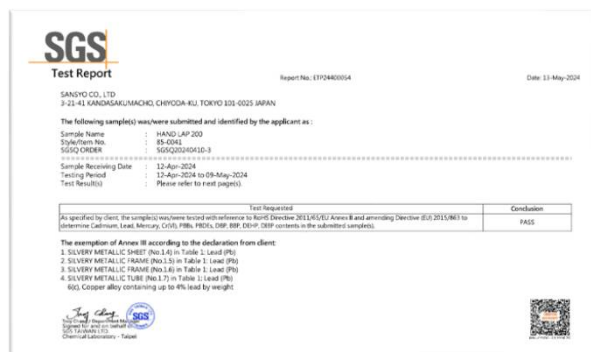 SGS
Test Report
Report No.: ETP24400054
Date: 13-May-2024
SANSYO CO., LTD
3-21-41 KANDASAKUMACHO, CHIYODA-KU, TOKYO 101-0025 JAPAN
The following sample(s) was/were submitted and identified by the applicant as :
Sample Name : HAND LAP 200
Style/Item No. : 85-0041
SGSQ ORDER : SGSQ20240410-3
Sample Receiving Date : 12-Apr-2024
Testing Period : 12-Apr-2024 to 09-May-2024
Test Result(s) : Please refer to next page(s).
Test Requested Conclusion
As specified by client, the sample(s) was/were tested with reference to RoHS Directive 2011/65/EU Annex II and amending Directive (EU) 2015/863 to
determine Cadmium, Lead, Mercury, Cr(VI), PBBs, PBDEs, DBP, BBP, DEHP, DIBP contents in the submitted sample(s).
PASS
The exemption of Annex III according to the declaration from client:
1. SILVERY METALLIC SHEET (No.1.4) in Table 1: Lead (Pb)
2. SILVERY METALLIC FRAME (No.1.5) in Table 1: Lead (Pb)
3. SILVERY METALLIC FRAME (No.1.6) in Table 1: Lead (Pb)
4. SILVERY METALLIC TUBE (No.1.7) in Table 1: Lead (Pb)
6(c). Copper alloy containing up to 4% lead by weight
SGS
Signed for and on behalf of
SGS TAIWAN LTD.
Chemical Laboratories - Taipei